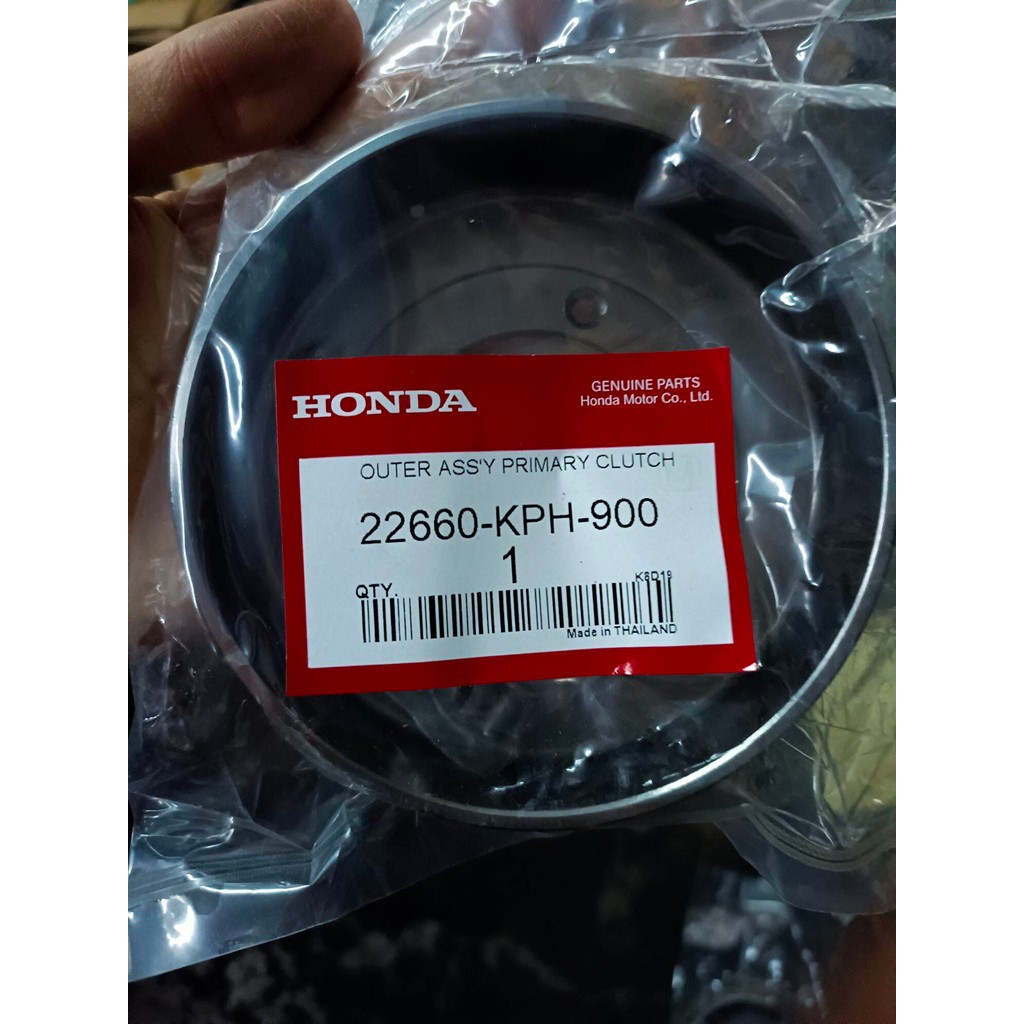 HONDA
GENUINE PARTS
Honda Motor Co., Ltd.
OUTER ASS'Y PRIMARY CLUTCH
22660-KPH-900
1
QTY.
K6D19
Made in THAILAND